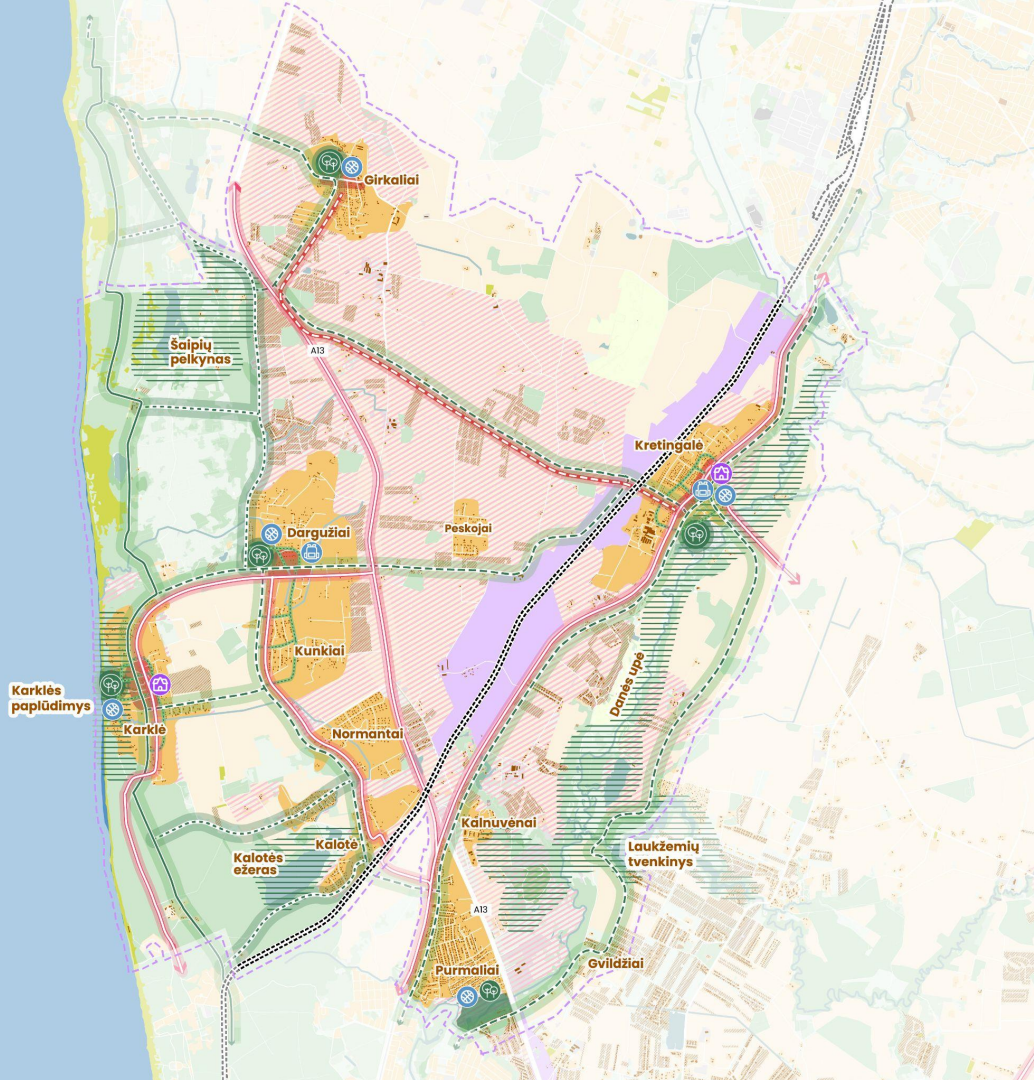 Girkaliai
Šaipių
pelkynas
A13
Kretingalė
Peskojai
Dargužiai
Kunkiai
Danės upė
Karklės
paplūdimys
Karklė
Normantai
Kalnuvėnai
Kalotė
Kalotės
ežeras
Laukžemių
tvenkinys
A13
Gvildžiai
Purmaliai